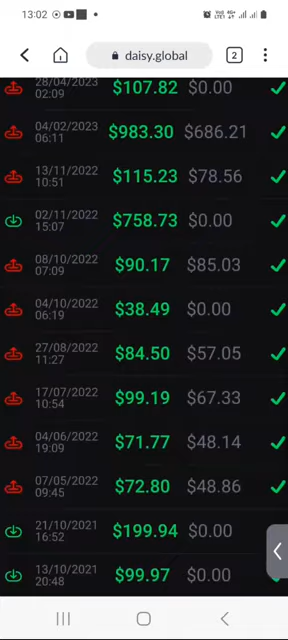 13:02
Vo)) LTE1 4G+
daisy.global
2
28/04/2023 $107.82 $0.00
02:09
04/02/2023 $983.30 $686.21
06:11
13/11/2022 $115.23 $78.56
10:51
02/11/2022 $758.73 $0.00
15:07
08/10/2022 $90.17 $85.03
07:09
04/10/2022 $38.49 $0.00
06:19
27/08/2022 $84.50 $57.05
11:27
17/07/2022 $99.19 $67.33
10:54
04/06/2022 $71.77 $48.14
19:09
07/05/2022 $72.80 $48.86
09:45
21/10/2021 $199.94 $0.00
16:52
13/10/2021 $99.97 $0.00
20:48